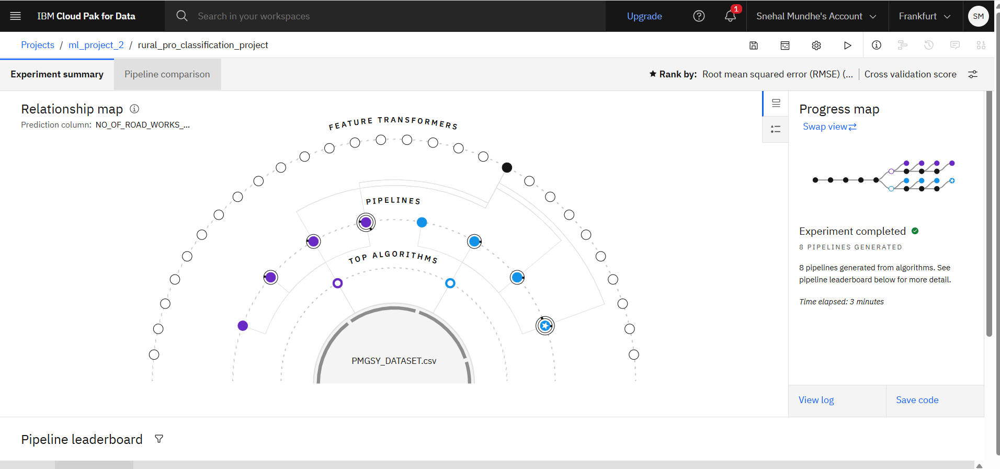 IBM Cloud Pak for Data
Search in your workspaces
Upgrade
1
Snehal Mundhe's Account
Frankfurt
SM
Projects / ml_project_2 / rural_pro_classification_project
Experiment summary
Pipeline comparison
Rank by: Root mean squared error (RMSE) (... | Cross validation score
Relationship map
Prediction column: NO_OF_ROAD_WORKS_...
FEATURE TRANSFORMERS
PIPELINES
TOP ALGORITHMS
PMGSY_DATASET.csv
Progress map
Swap view
Experiment completed
8 PIPELINES GENERATED
8 pipelines generated from algorithms. See
pipeline leaderboard below for more detail.
Time elapsed: 3 minutes
View log
Save code
Pipeline leaderboard